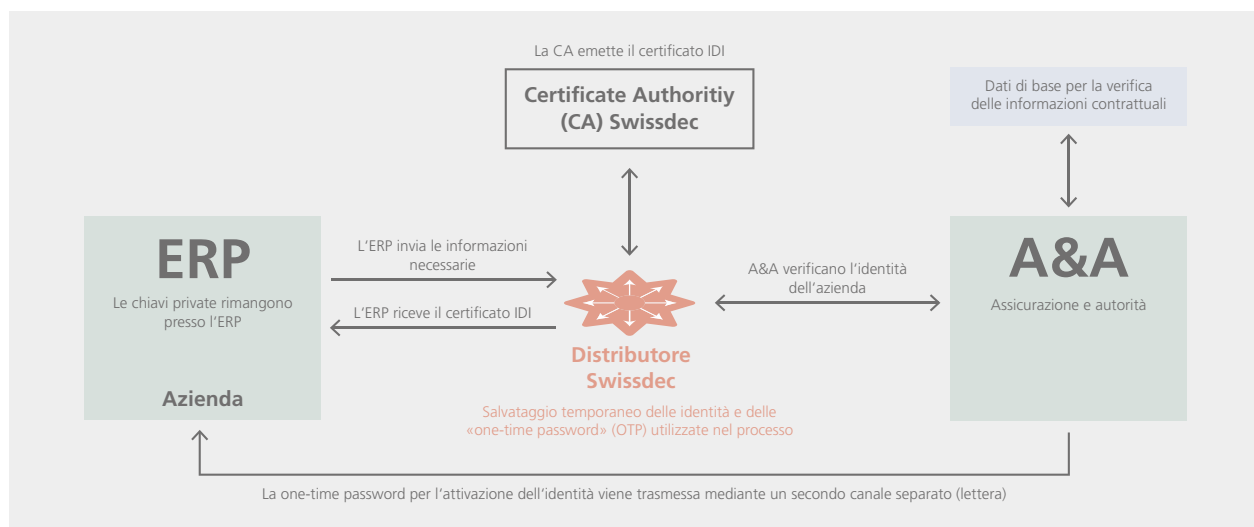 La CA emette il certificato IDI
Certificate Authoritiy
(CA) Swissdec
Dati di base per la verifica
delle informazioni contrattuali
ERP
Le chiavi private rimangono
presso l'ERP
Azienda
L'ERP invia le informazioni
necessarie
L'ERP riceve il certificato IDI
Distributore
Swissdec
Salvataggio temporaneo delle identità e delle
«one-time password» (OTP) utilizzate nel processo
A&A verificano l'identità
dell'azienda
A&A
Assicurazione e autorità
La one-time password per l'attivazione dell'identità viene trasmessa mediante un secondo canale separato (lettera)